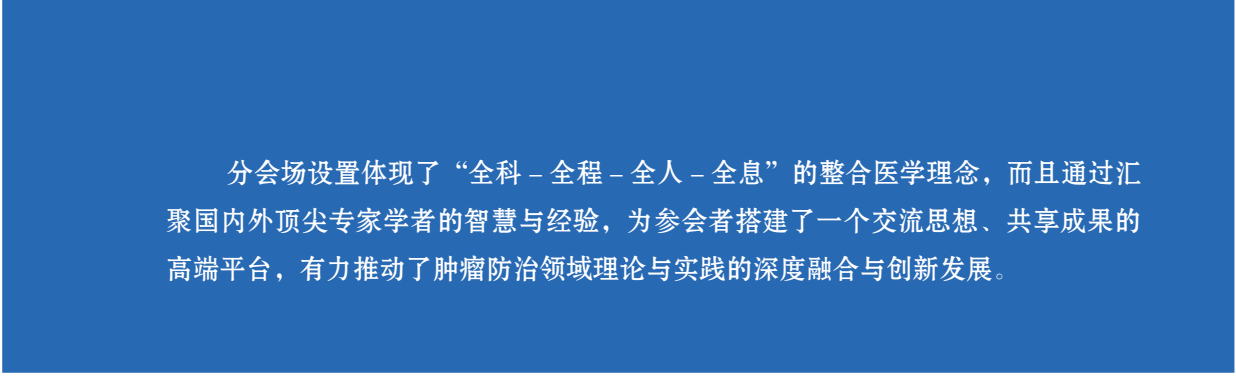 分会场设置体现了“全科 – 全程 – 全人 – 全息”的整合医学理念，而且通过汇
聚国内外顶尖专家学者的智慧与经验，为参会者搭建了一个交流思想、共享成果的
高端平台，有力推动了肿瘤防治领域理论与实践的深度融合与创新发展。